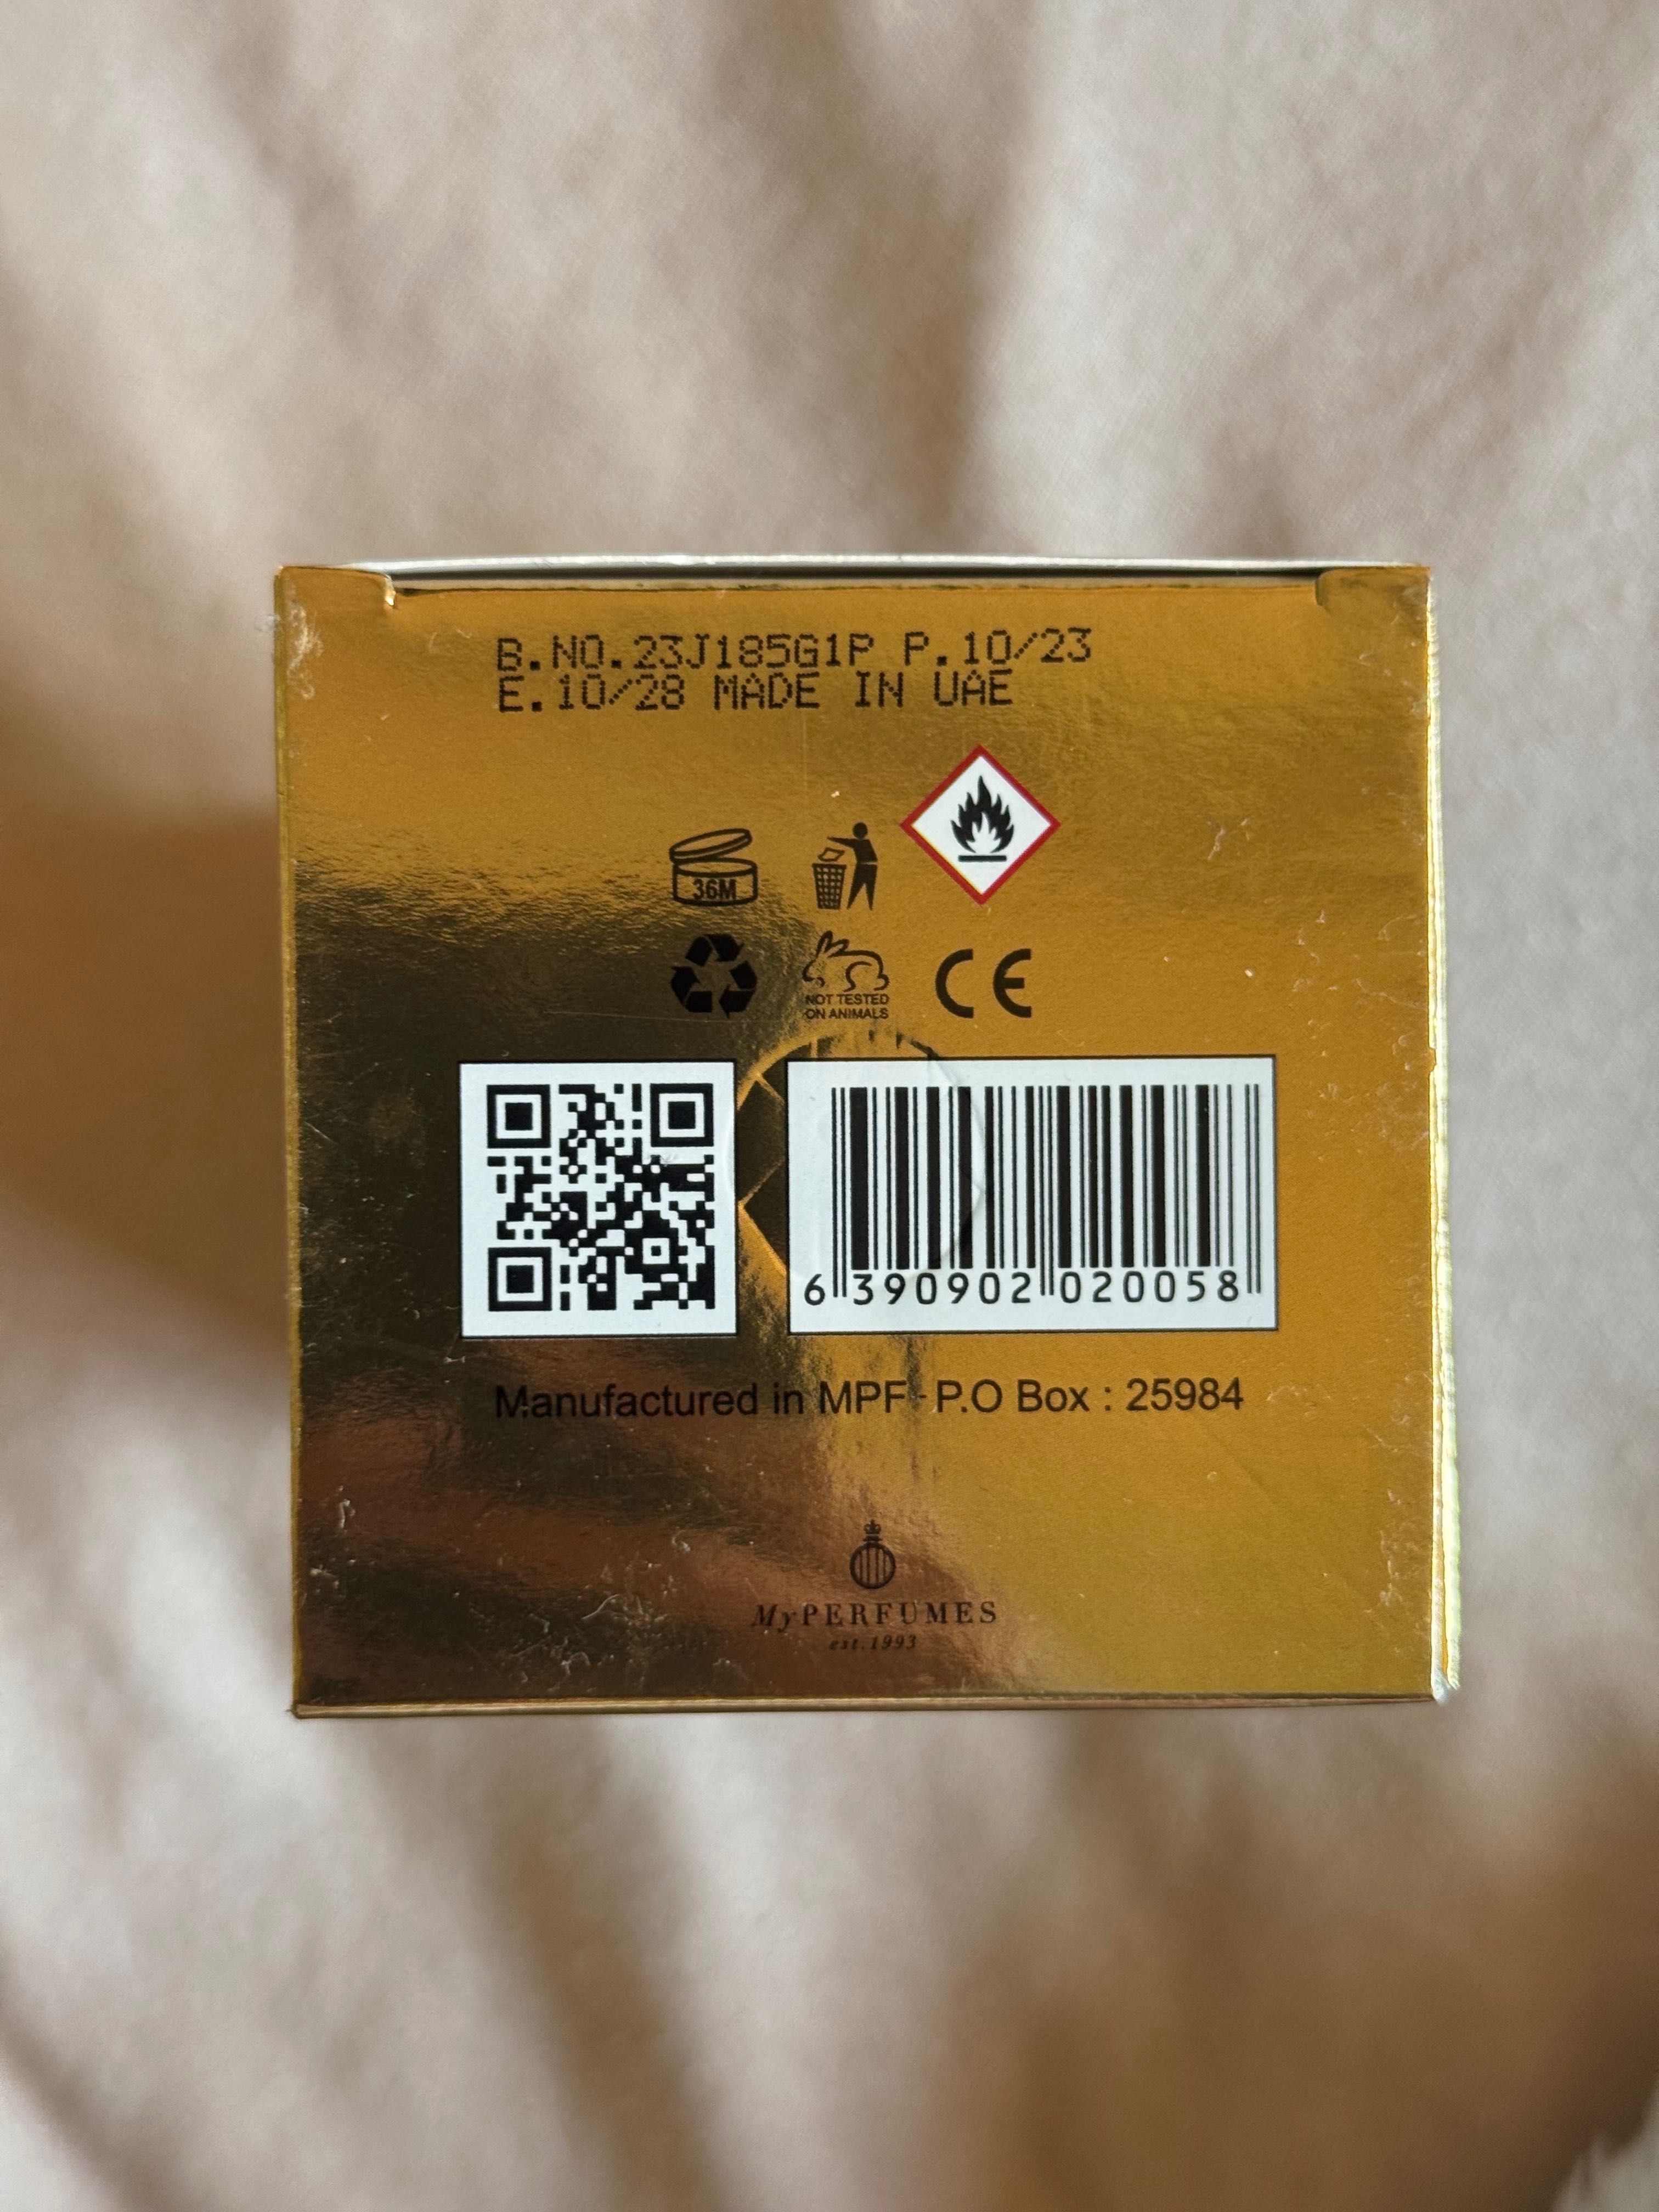 B.NO.23J185G1P P.10/23
E.10/28 MADE IN UAE
36M
NOT TESTED
ON ANIMALS
CE
6 390902 020058
Manufactured in MPF - P.O Box : 25984
MyPERFUMES
est.1993